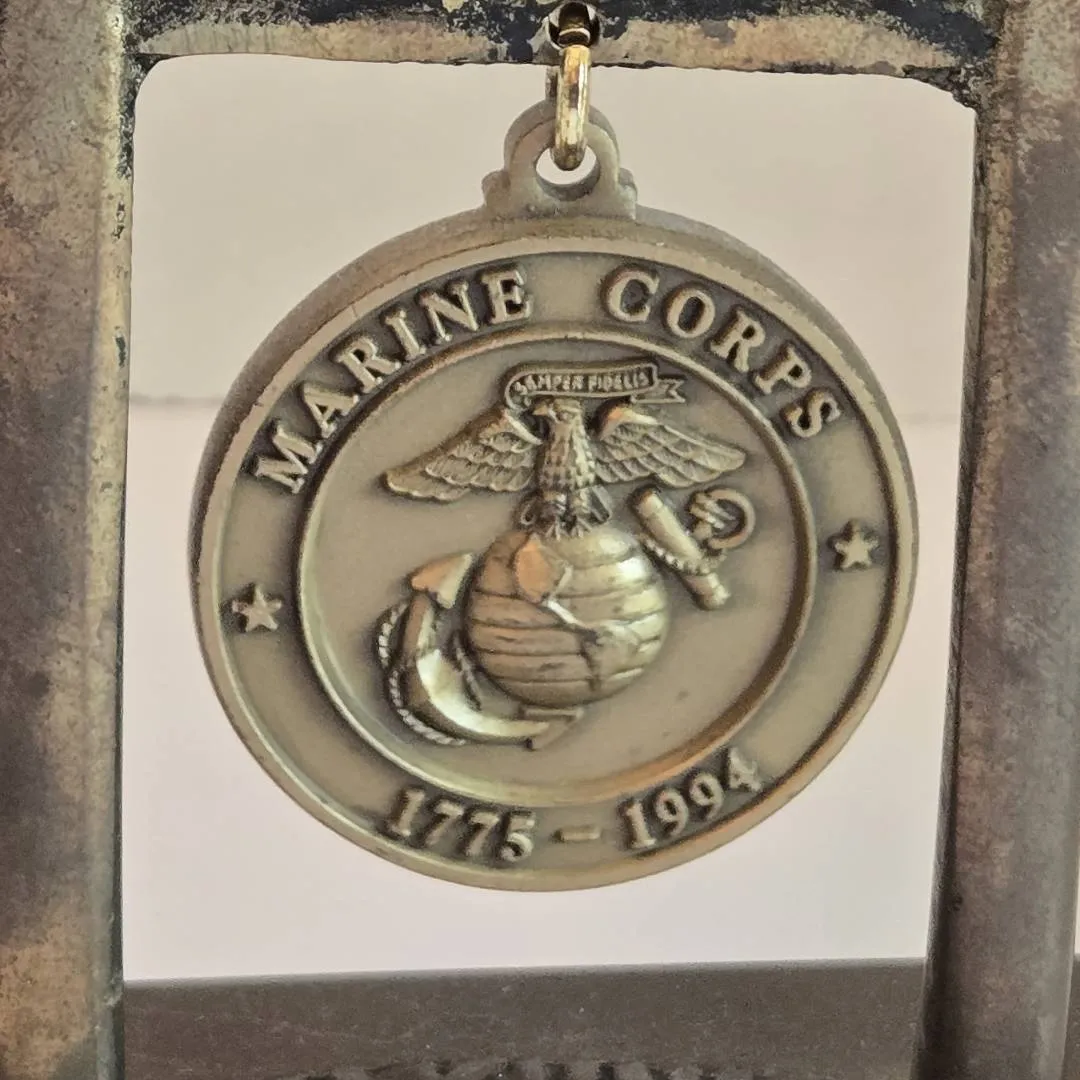 MARINE CORPS
SEMPER FIDELIS
1775 – 1994